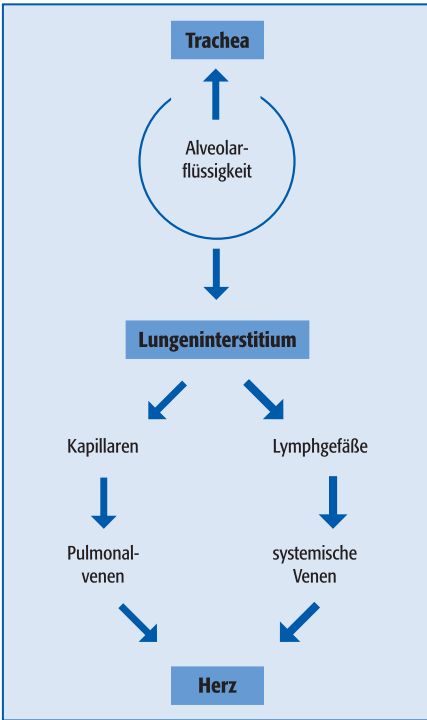 Trachea
Alveolar-
flüssigkeit
Lungeninterstitium
Kapillaren
Lymphgefäße
Pulmonal-
venen
systemische
Venen
Herz